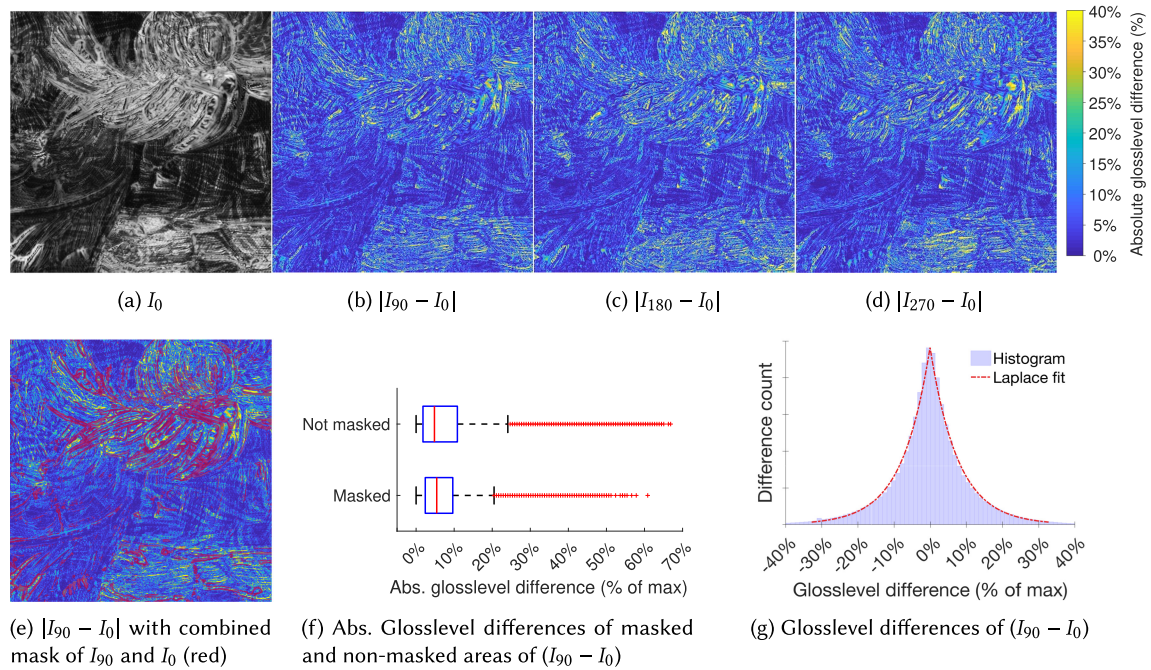 40%
35%
30%
25%
20%
15%
10%
5%
0%
Absolute glosslevel difference (%)
(a) I₀
(b) |I₉₀ − I₀|
(c) |I₁₈₀ − I₀|
(d) |I₂₇₀ − I₀|
(e) |I₉₀ − I₀| with combined
mask of I₉₀ and I₀ (red)
Not masked
Masked
0%
10%
20%
30%
40%
50%
60%
70%
Abs. glosslevel difference (% of max)
(f) Abs. Glosslevel differences of masked
and non-masked areas of (I₉₀ − I₀)
Difference count
Histogram
Laplace fit
-40%
-30%
-20%
-10%
0%
10%
20%
30%
40%
Glosslevel difference (% of max)
(g) Glosslevel differences of (I₉₀ − I₀)